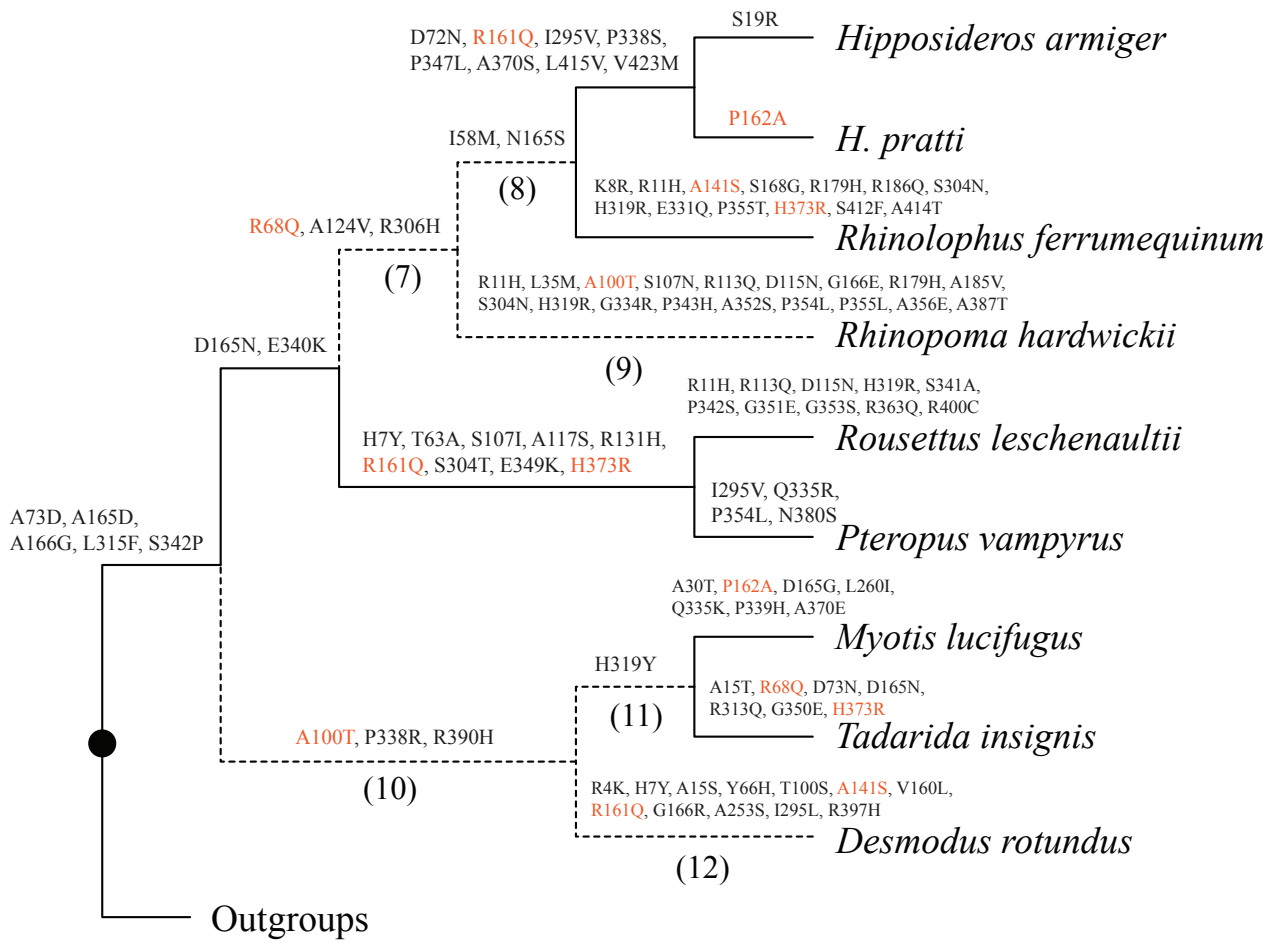 S19R
Hipposideros armiger
D72N, R161Q, I295V, P338S,
P347L, A370S, L415V, V423M
P162A
H. pratti
I58M, N165S
(8)
K8R, R11H, A141S, S168G, R179H, R186Q, S304N,
H319R, E331Q, P355T, H373R, S412F, A414T
Rhinolophus ferrumequinum
R68Q, A124V, R306H
(7)
R11H, L35M, A100T, S107N, R113Q, D115N, G166E, R179H, A185V,
S304N, H319R, G334R, P343H, A352S, P354L, P355L, A356E, A387T
Rhinopoma hardwickii
(9)
D165N, E340K
R11H, R113Q, D115N, H319R, S341A,
P342S, G351E, G353S, R363Q, R400C
Rousettus leschenaultii
H7Y, T63A, S107I, A117S, R131H,
R161Q, S304T, E349K, H373R
I295V, Q335R,
P354L, N380S
Pteropus vampyrus
A73D, A165D,
A166G, L315F, S342P
A30T, P162A, D165G, L260I,
Q335K, P339H, A370E
Myotis lucifugus
H319Y
(11)
A15T, R68Q, D73N, D165N,
R313Q, G350E, H373R
Tadarida insignis
A100T, P338R, R390H
(10)
R4K, H7Y, A15S, Y66H, T100S, A141S, V160L,
R161Q, G166R, A253S, I295L, R397H
Desmodus rotundus
(12)
Outgroups